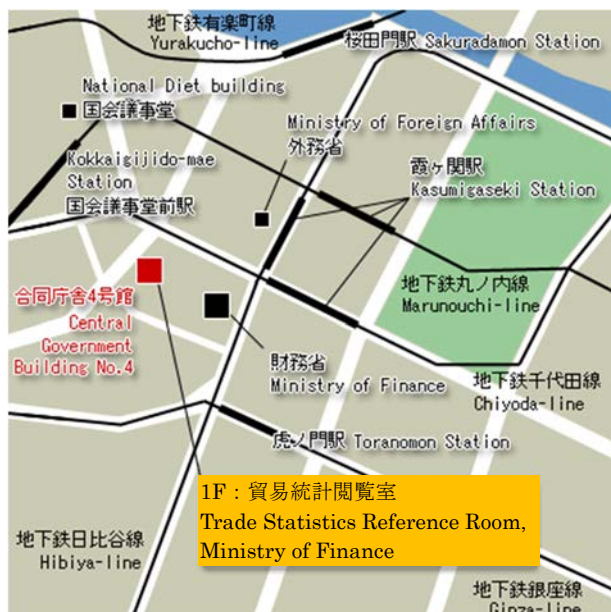 地下鉄有楽町線
Yurakucho-line
桜田門駅 Sakuradamon Station
National Diet building
国会議事堂
Ministry of Foreign Affairs
外務省
Kokkaigijido-mae
Station
国会議事堂前駅
霞ヶ関駅
Kasumigaseki Station
合同庁舎4号館
Central
Government
Building No.4
地下鉄丸ノ内線
Marunouchi-line
財務省
Ministry of Finance
地下鉄千代田線
Chiyoda-line
虎ノ門駅 Toranomon Station
1F：貿易統計閲覧室
Trade Statistics Reference Room,
Ministry of Finance
地下鉄日比谷線
Hibiya-line
地下鉄銀座線
Ginza-line